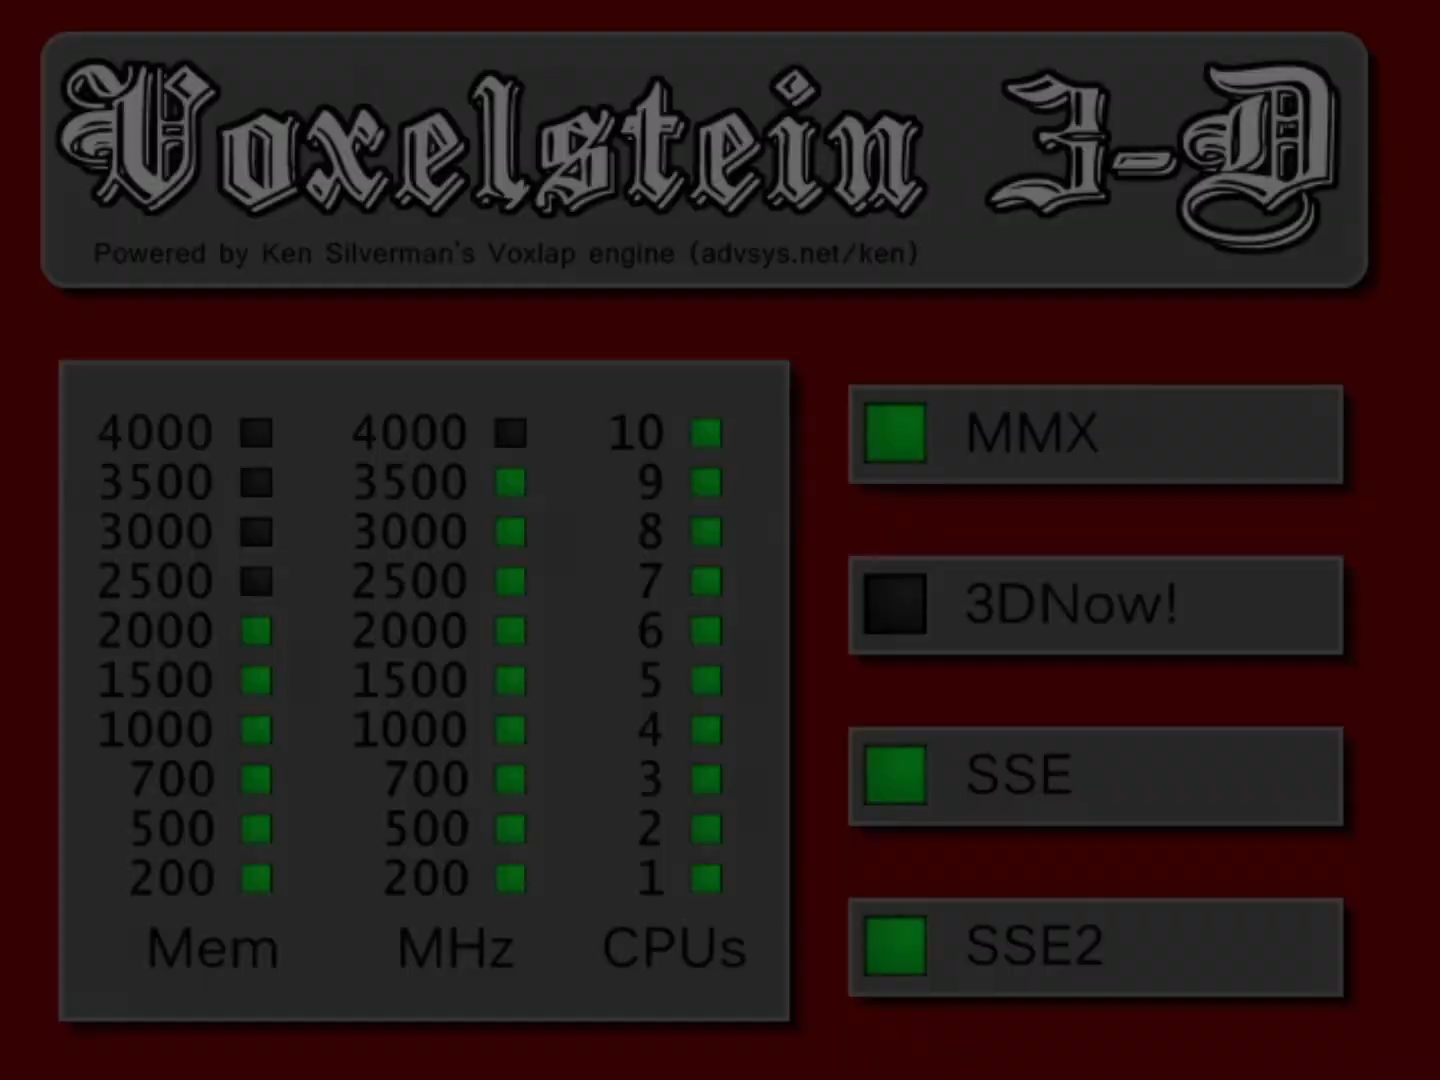 Voxelstein 3-D
Powered by Ken Silverman's Voxlap engine (advsys.net/ken)
4000 4000 10
3500 3500 9
3000 3000 8
2500 2500 7
2000 2000 6
1500 1500 5
1000 1000 4
700 700 3
500 500 2
200 200 1
Mem MHz CPUs
MMX
3DNow!
SSE
SSE2